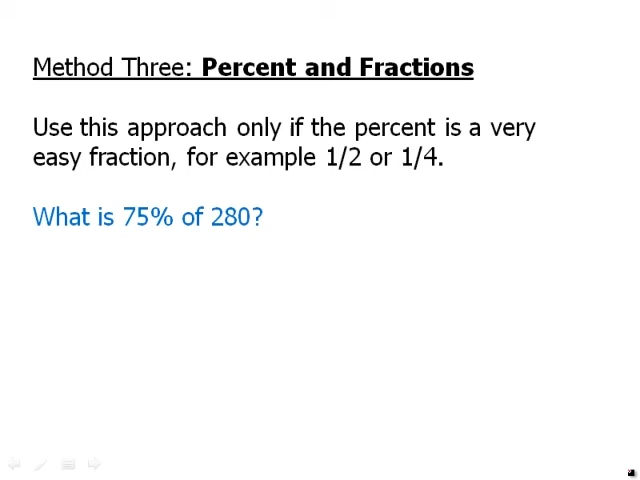 Method Three: Percent and Fractions
Use this approach only if the percent is a very
easy fraction, for example 1/2 or 1/4.
What is 75% of 280?